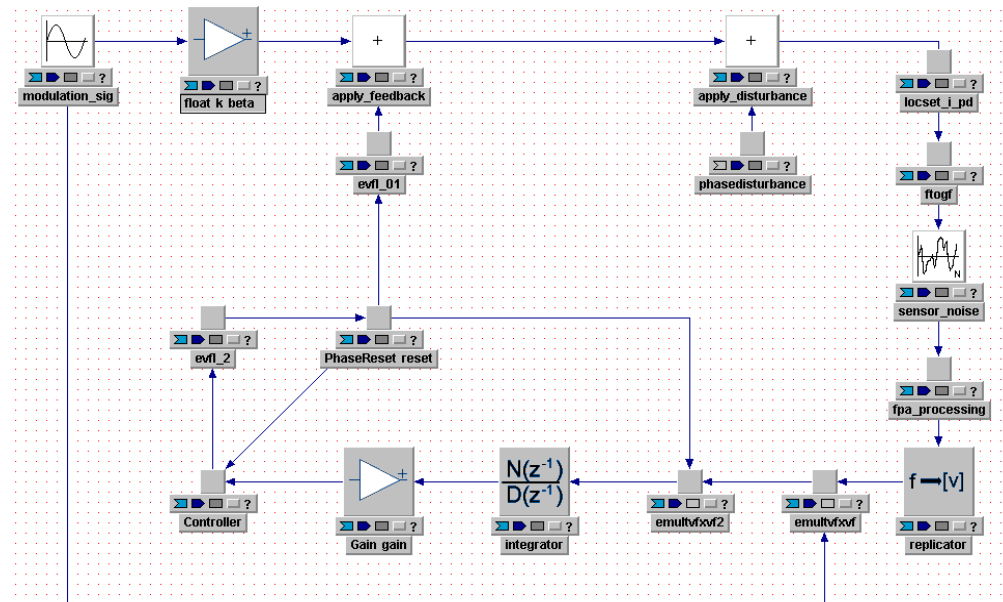 +
+
+
?
?
?
?
modulation_sig
float k beta
apply_feedback
apply_disturbance
?
locset_i_pd
?
?
evfl_01
phasedisturbance
?
ftogf
N
?
sensor_noise
?
?
evfl_2
PhaseReset reset
?
fpa_processing
+
N(z⁻¹)
D(z⁻¹)
f [v]
?
?
?
Controller
emultvfxvf2
emultvfxvf
?
?
?
Gain gain
integrator
replicator